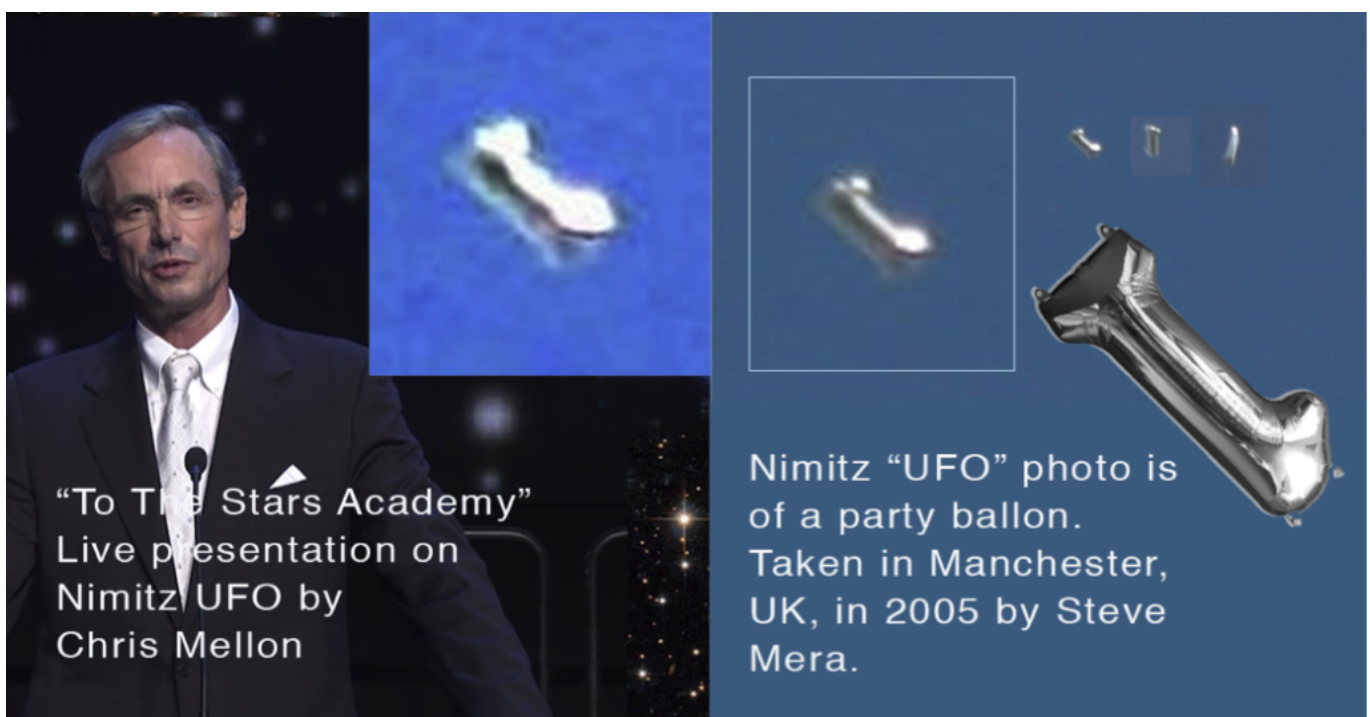 “To The Stars Academy”
Live presentation on
Nimitz UFO by
Chris Mellon
Nimitz “UFO” photo is
of a party ballon.
Taken in Manchester,
UK, in 2005 by Steve
Mera.